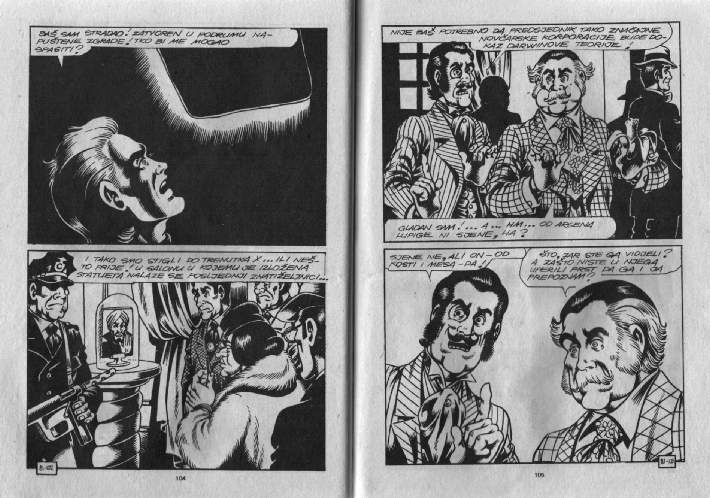 BAŠ SAM STRADAO! ZATVOREN U PODRUMU NA-
PUŠTENE ZGRADE! TKO BI ME MOGAO
SPASITI?
I TAKO SMO STIGLI DO TRENUTKA X... ILI NEŠ-
TO PRIJE! U SALONU U KOJEMU JE IZLOŽENA
STATUETA NALAZE SE POSLJEDNJI ZNATIŽELJNICI...
104
NIJE BAŠ POTREBNO DA PREDSJEDNIK TAKO ZNAČAJNE
NOVČARSKE KORPORACIJE BUDE DO-
KAZ DARWINOVE TEORIJE!
GLADAN SAM!... A... HM... OD ARSENA
LUPIGE NI SJENE, HA?
SJENE NE, ALI ON - OD
KOSTI I MESA - DA!
ŠTO, ZAR STE GA VIDJELI?
A ZAŠTO NISTE U NJEGA
UPERILI PRST DA GA I JA
PREPOZNAM?
105